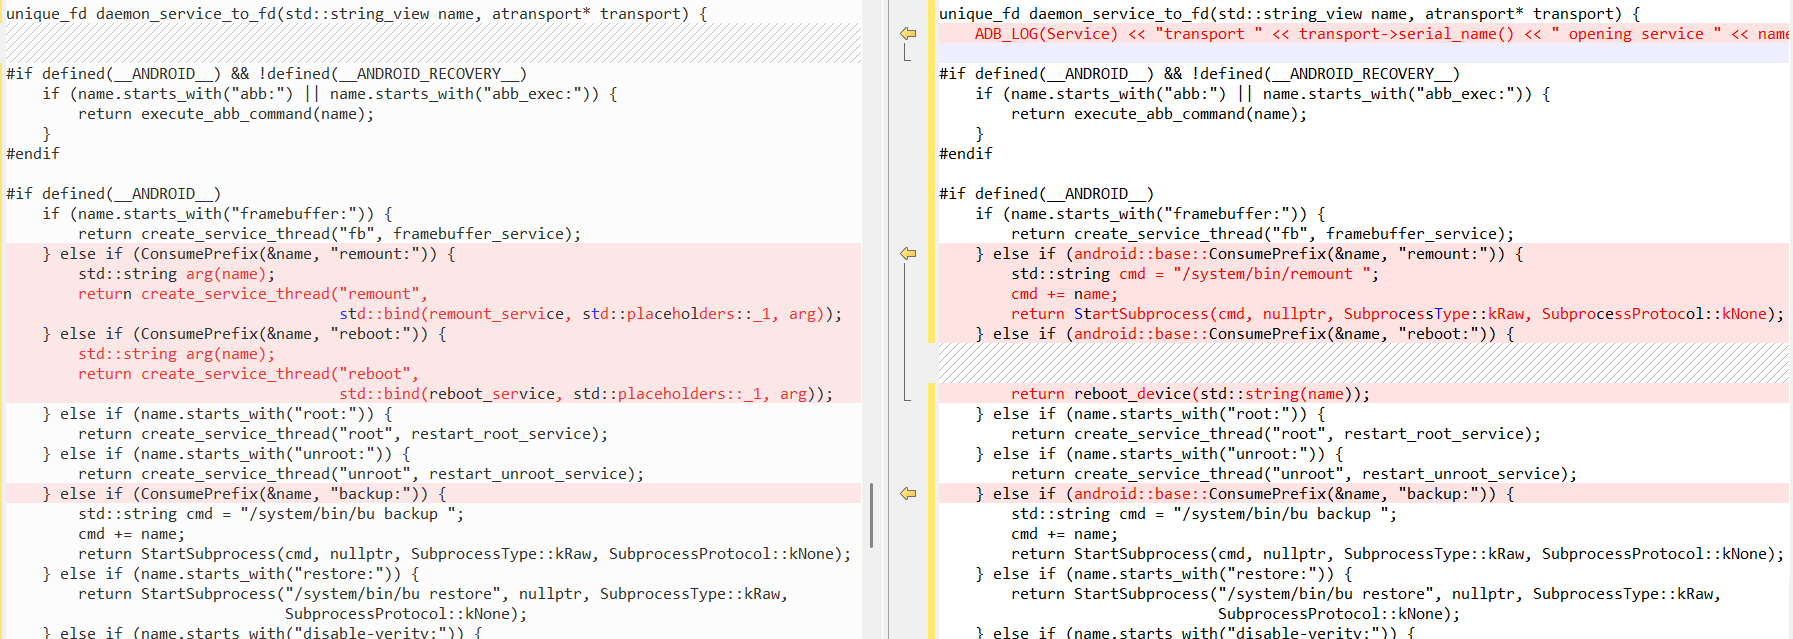 unique_fd daemon_service_to_fd(std::string_view name, atransport* transport) {
#if defined(__ANDROID__) && !defined(__ANDROID_RECOVERY__)
    if (name.starts_with("abb:") || name.starts_with("abb_exec:")) {
        return execute_abb_command(name);
    }
#endif
#if defined(__ANDROID__)
    if (name.starts_with("framebuffer:")) {
        return create_service_thread("fb", framebuffer_service);
    } else if (ConsumePrefix(&name, "remount:")) {
        std::string arg(name);
        return create_service_thread("remount",
                                     std::bind(remount_service, std::placeholders::_1, arg));
    } else if (ConsumePrefix(&name, "reboot:")) {
        std::string arg(name);
        return create_service_thread("reboot",
                                     std::bind(reboot_service, std::placeholders::_1, arg));
    } else if (name.starts_with("root:")) {
        return create_service_thread("root", restart_root_service);
    } else if (name.starts_with("unroot:")) {
        return create_service_thread("unroot", restart_unroot_service);
    } else if (ConsumePrefix(&name, "backup:")) {
        std::string cmd = "/system/bin/bu backup ";
        cmd += name;
        return StartSubprocess(cmd, nullptr, SubprocessType::kRaw, SubprocessProtocol::kNone);
    } else if (name.starts_with("restore:")) {
        return StartSubprocess("/system/bin/bu restore", nullptr, SubprocessType::kRaw,
                               SubprocessProtocol::kNone);
    } else if (name.starts_with("disable-verity:")) {
unique_fd daemon_service_to_fd(std::string_view name, atransport* transport) {
    ADB_LOG(Service) << "transport " << transport->serial_name() << " opening service " << name
#if defined(__ANDROID__) && !defined(__ANDROID_RECOVERY__)
    if (name.starts_with("abb:") || name.starts_with("abb_exec:")) {
        return execute_abb_command(name);
    }
#endif
#if defined(__ANDROID__)
    if (name.starts_with("framebuffer:")) {
        return create_service_thread("fb", framebuffer_service);
    } else if (android::base::ConsumePrefix(&name, "remount:")) {
        std::string cmd = "/system/bin/remount ";
        cmd += name;
        return StartSubprocess(cmd, nullptr, SubprocessType::kRaw, SubprocessProtocol::kNone);
    } else if (android::base::ConsumePrefix(&name, "reboot:")) {
        return reboot_device(std::string(name));
    } else if (name.starts_with("root:")) {
        return create_service_thread("root", restart_root_service);
    } else if (name.starts_with("unroot:")) {
        return create_service_thread("unroot", restart_unroot_service);
    } else if (android::base::ConsumePrefix(&name, "backup:")) {
        std::string cmd = "/system/bin/bu backup ";
        cmd += name;
        return StartSubprocess(cmd, nullptr, SubprocessType::kRaw, SubprocessProtocol::kNone);
    } else if (name.starts_with("restore:")) {
        return StartSubprocess("/system/bin/bu restore", nullptr, SubprocessType::kRaw,
                               SubprocessProtocol::kNone);
    } else if (name.starts_with("disable-verity:")) {